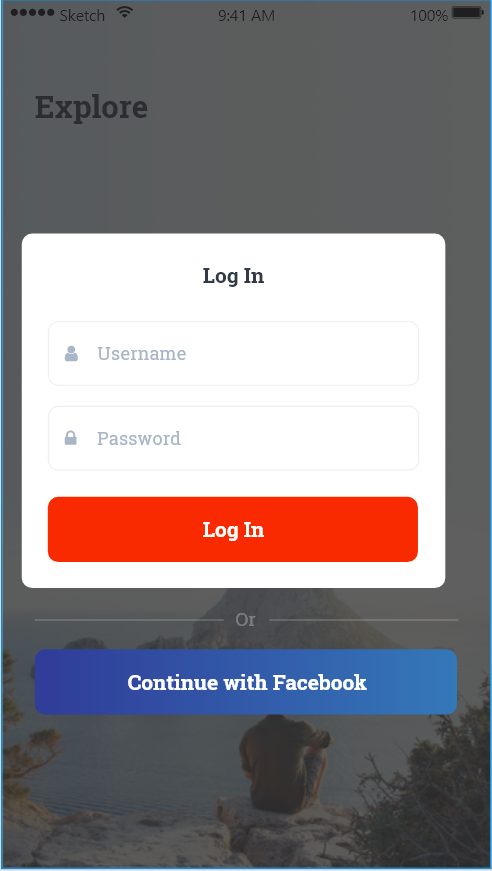 Sketch 9:41 AM 100%
Explore
Log In
Username
Password
Log In
Or
Continue with Facebook